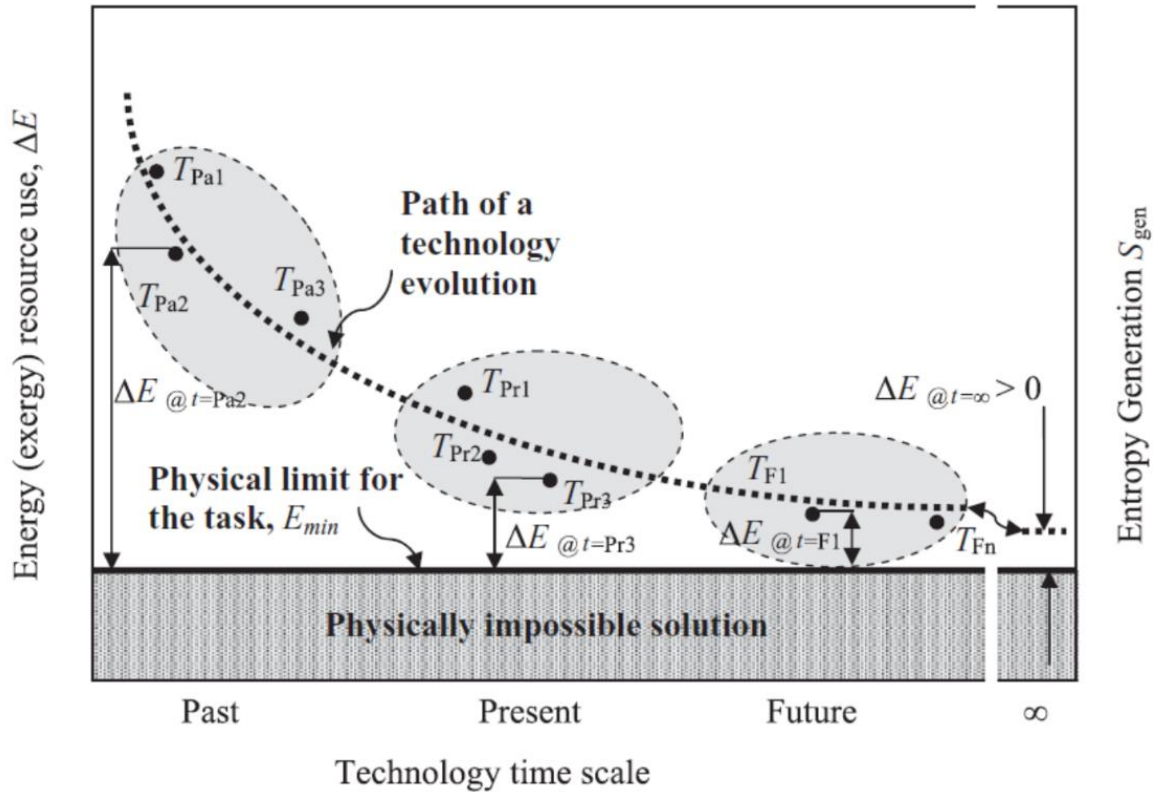 Energy (exergy) resource use, ΔE
T_Pa1
T_Pa2
T_Pa3
ΔE @ t=Pa2
Path of a
technology
evolution
T_Pr1
T_Pr2
T_Pr3
ΔE @ t=Pr3
Physical limit for
the task, E_min
T_F1
ΔE @ t=F1
T_Fn
ΔE @ t=∞ > 0
Entropy Generation S_gen
Physically impossible solution
Past
Present
Future
∞
Technology time scale